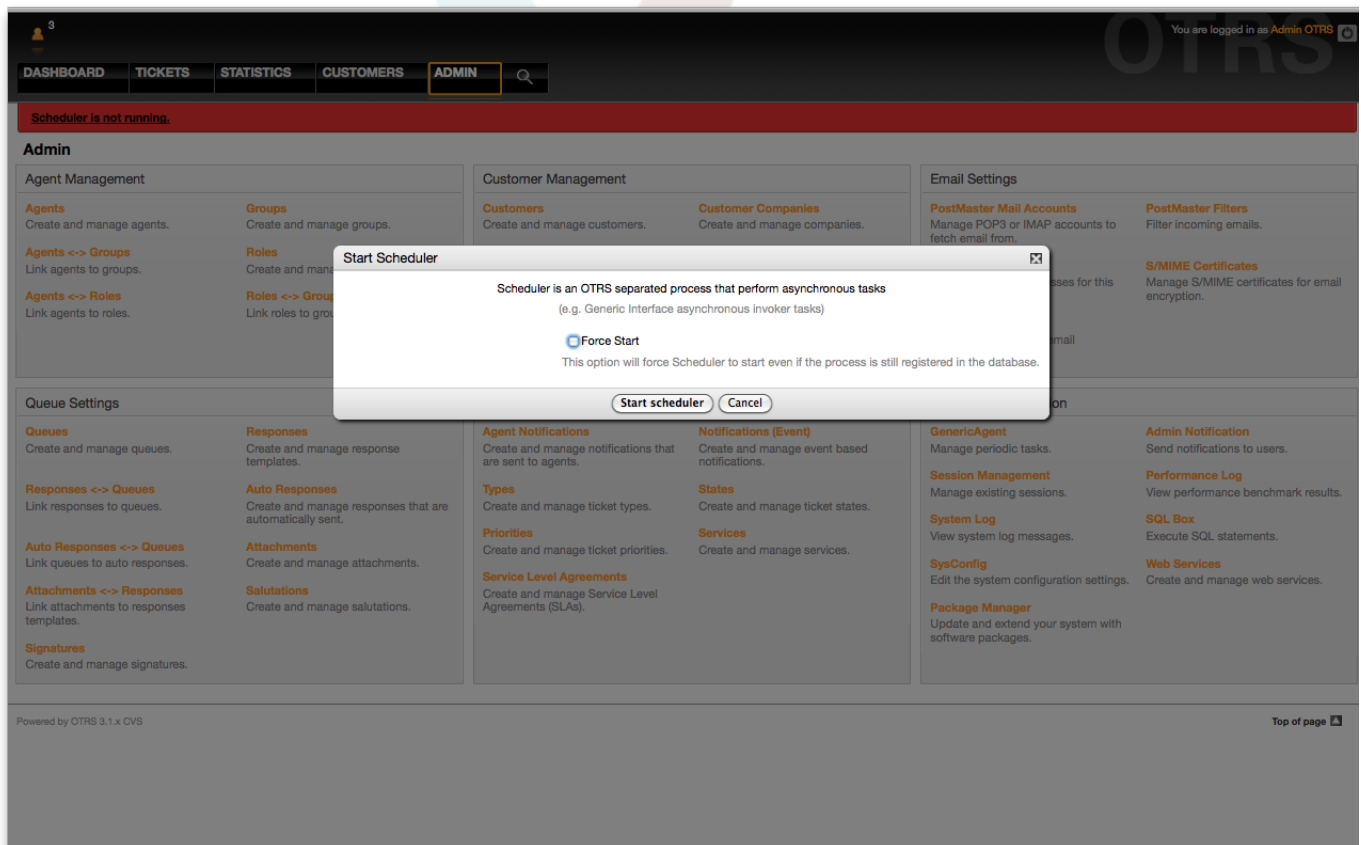 3
OTRS
You are logged in as Admin OTRS
DASHBOARD TICKETS STATISTICS CUSTOMERS ADMIN
Scheduler is not running.
Admin
Agent Management
Agents
Create and manage agents.
Groups
Create and manage groups.
Agents <-> Groups
Link agents to groups.
Roles
Create and mana
Agents <-> Roles
Link agents to roles.
Roles <-> Group
Link roles to grou
Customer Management
Customers
Create and manage customers.
Customer Companies
Create and manage companies.
Email Settings
PostMaster Mail Accounts
Manage POP3 or IMAP accounts to
fetch email from.
PostMaster Filters
Filter incoming emails.
sses for this
S/MIME Certificates
Manage S/MIME certificates for email
encryption.
mail
Start Scheduler
Scheduler is an OTRS separated process that perform asynchronous tasks
(e.g. Generic Interface asynchronous invoker tasks)
Force Start
This option will force Scheduler to start even if the process is still registered in the database.
Start scheduler Cancel
Queue Settings
Queues
Create and manage queues.
Responses
Create and manage response
templates.
Responses <-> Queues
Link responses to queues.
Auto Responses
Create and manage responses that are
automatically sent.
Auto Responses <-> Queues
Link queues to auto responses.
Attachments
Create and manage attachments.
Attachments <-> Responses
Link attachments to responses
templates.
Salutations
Create and manage salutations.
Signatures
Create and manage signatures.
Agent Notifications
Create and manage notifications that
are sent to agents.
Notifications (Event)
Create and manage event based
notifications.
Types
Create and manage ticket types.
States
Create and manage ticket states.
Priorities
Create and manage ticket priorities.
Services
Create and manage services.
Service Level Agreements
Create and manage Service Level
Agreements (SLAs).
on
GenericAgent
Manage periodic tasks.
Admin Notification
Send notifications to users.
Session Management
Manage existing sessions.
Performance Log
View performance benchmark results.
System Log
View system log messages.
SQL Box
Execute SQL statements.
SysConfig
Edit the system configuration settings.
Web Services
Create and manage web services.
Package Manager
Update and extend your system with
software packages.
Powered by OTRS 3.1.x CVS
Top of page